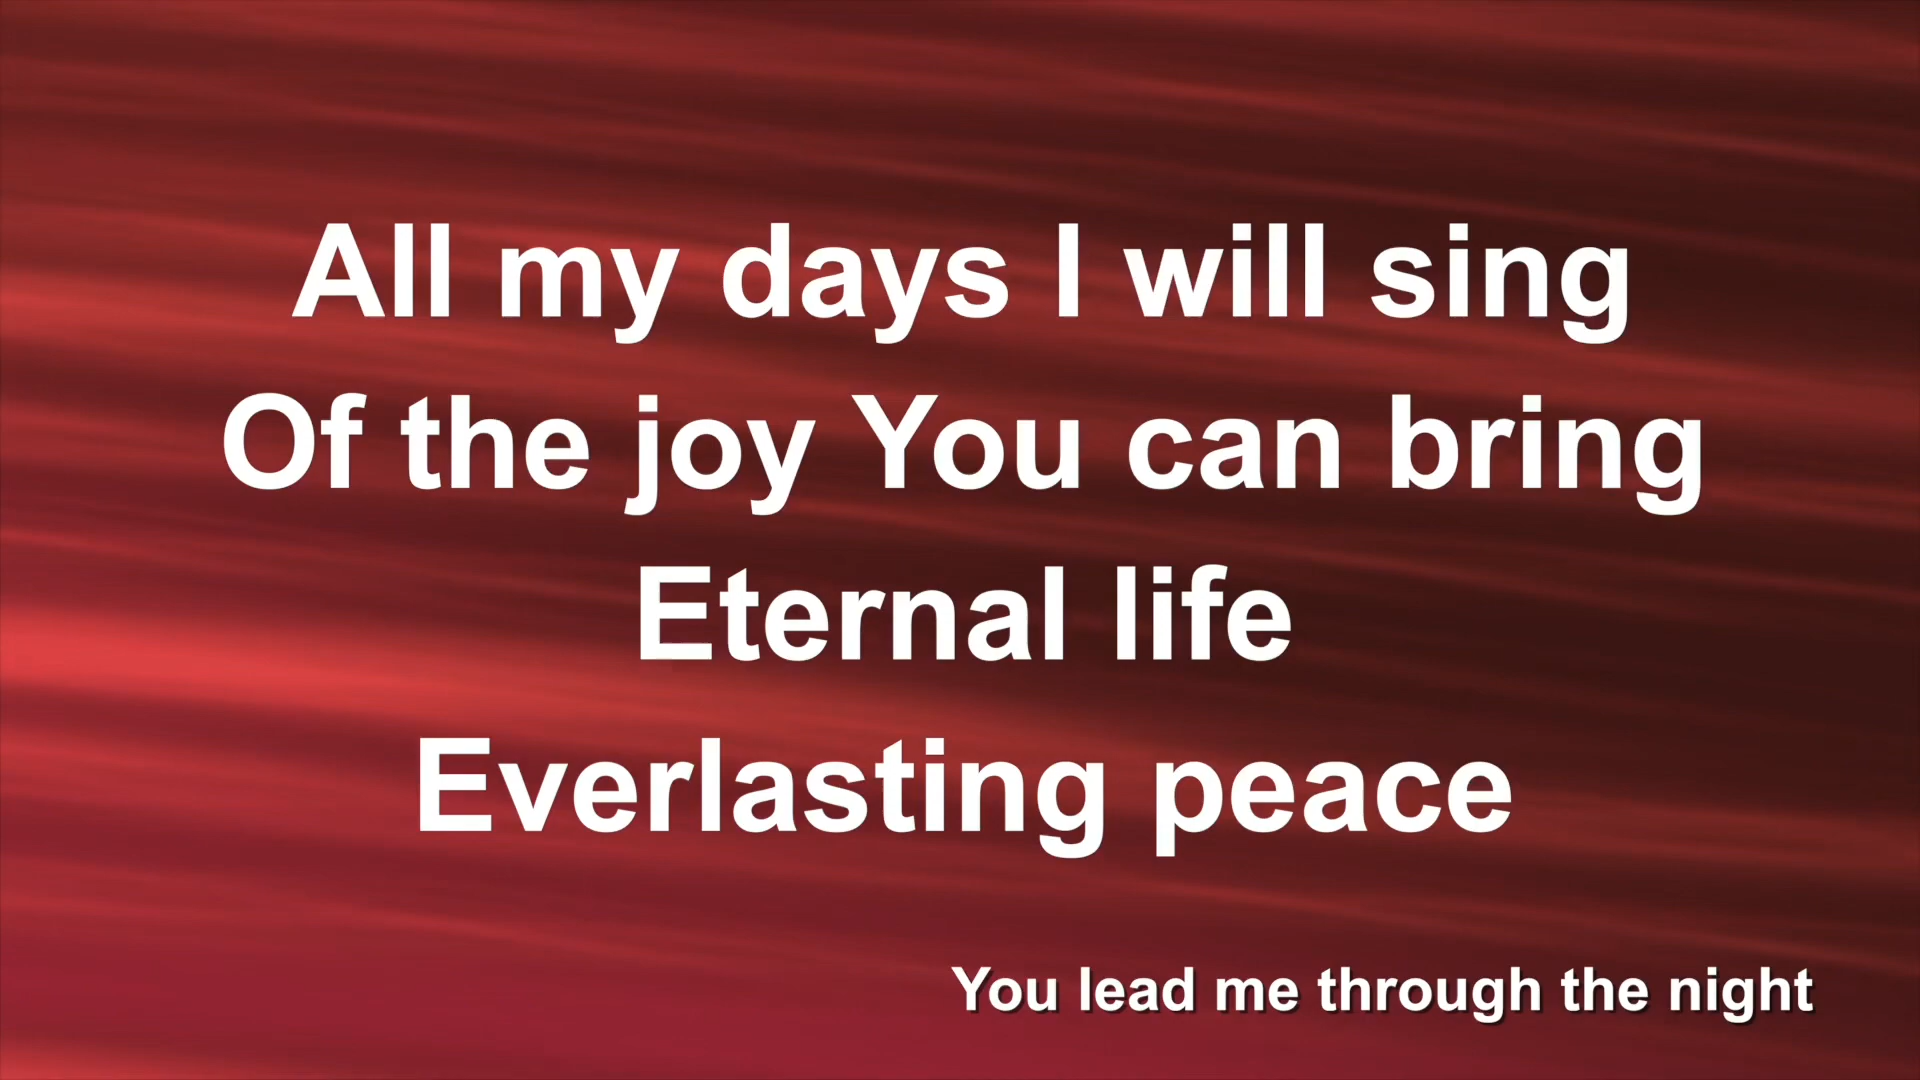 All my days I will sing
Of the joy You can bring
Eternal life
Everlasting peace
You lead me through the night